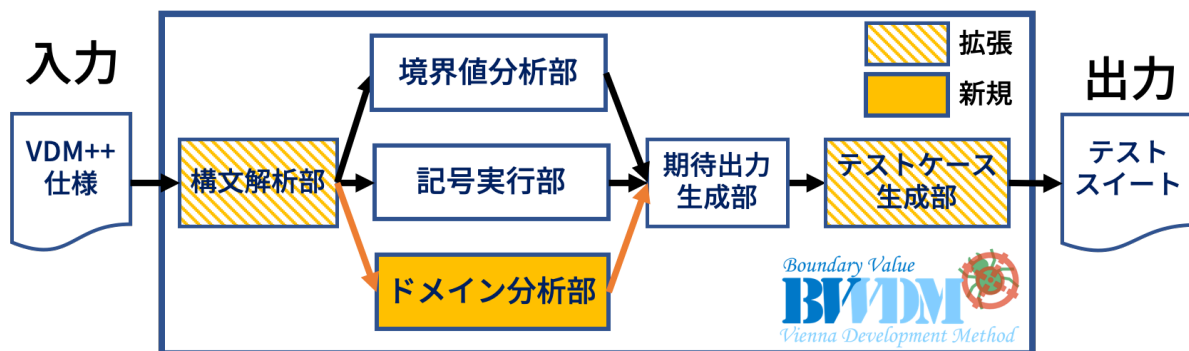 入力
VDM++
仕様
構文解析部
境界値分析部
記号実行部
ドメイン分析部
期待出力
生成部
テストケース
生成部
拡張
新規
出力
テスト
スイート
Boundary Value
BWDM
Vienna Development Method